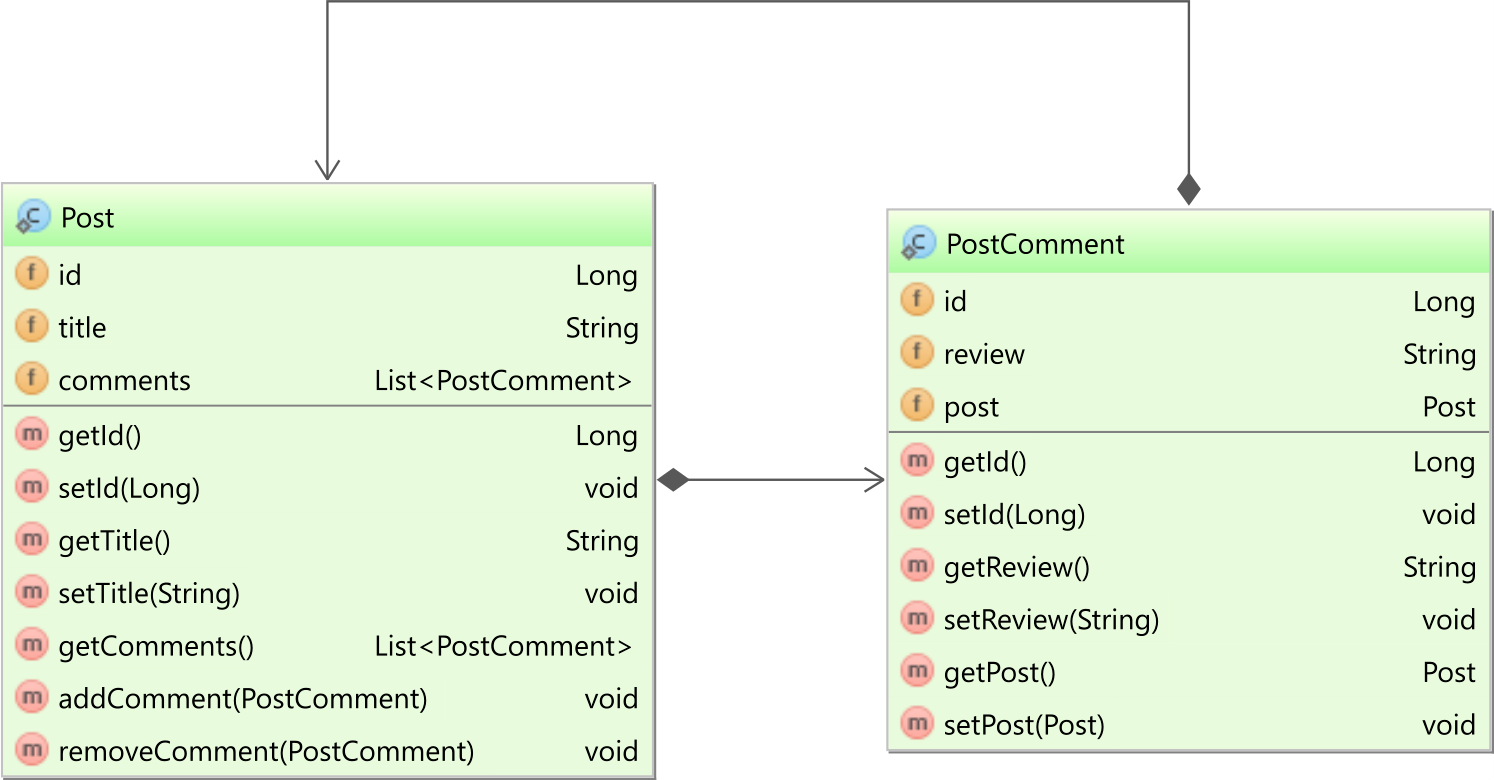 Post
id Long
title String
comments List<PostComment>
getId() Long
setId(Long) void
getTitle() String
setTitle(String) void
getComments() List<PostComment>
addComment(PostComment) void
removeComment(PostComment) void
PostComment
id Long
review String
post Post
getId() Long
setId(Long) void
getReview() String
setReview(String) void
getPost() Post
setPost(Post) void